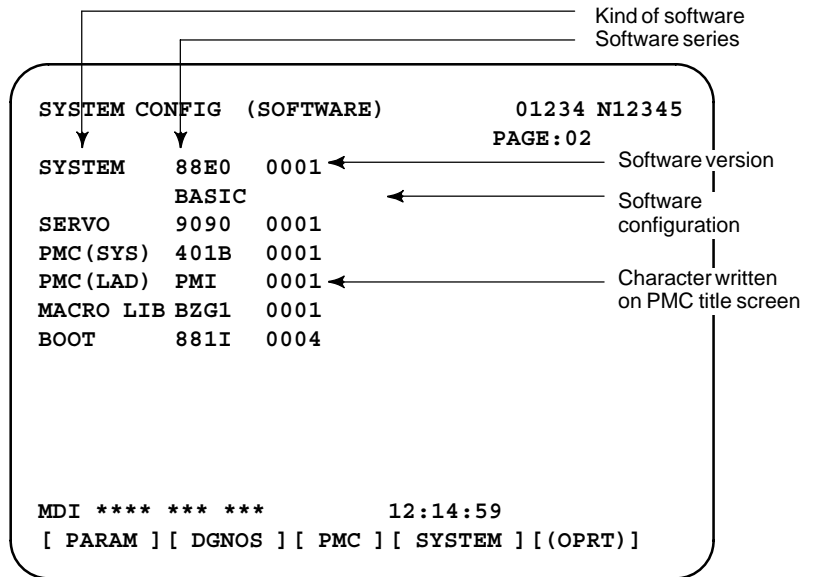 Kind of software
Software series
SYSTEM CONFIG (SOFTWARE) 01234 N12345
PAGE:02
SYSTEM 88E0 0001 Software version
BASIC Software
configuration
SERVO 9090 0001
PMC(SYS) 401B 0001
PMC(LAD) PMI 0001 Character written
on PMC title screen
MACRO LIB BZG1 0001
BOOT 881I 0004
MDI **** *** *** 12:14:59
[ PARAM ][ DGNOS ][ PMC ][ SYSTEM ][(OPRT)]